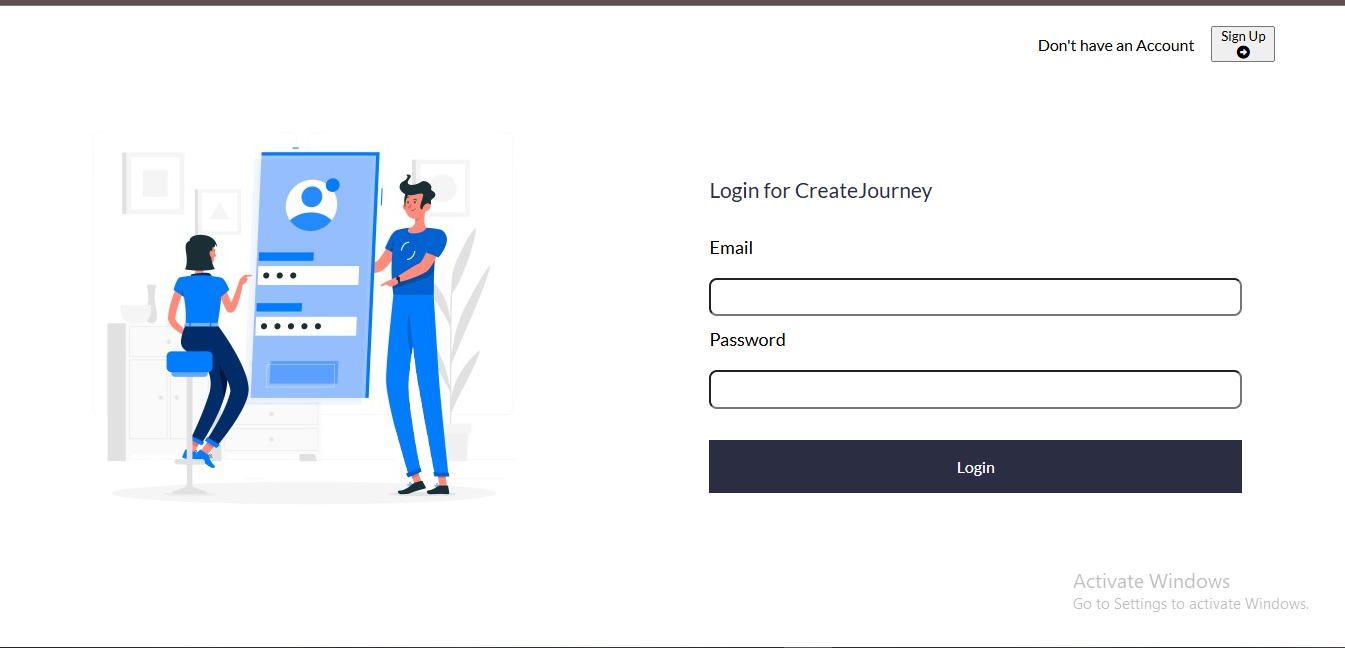 Don't have an Account
Sign Up
Login for CreateJourney
Email
Password
Login
Activate Windows
Go to Settings to activate Windows.